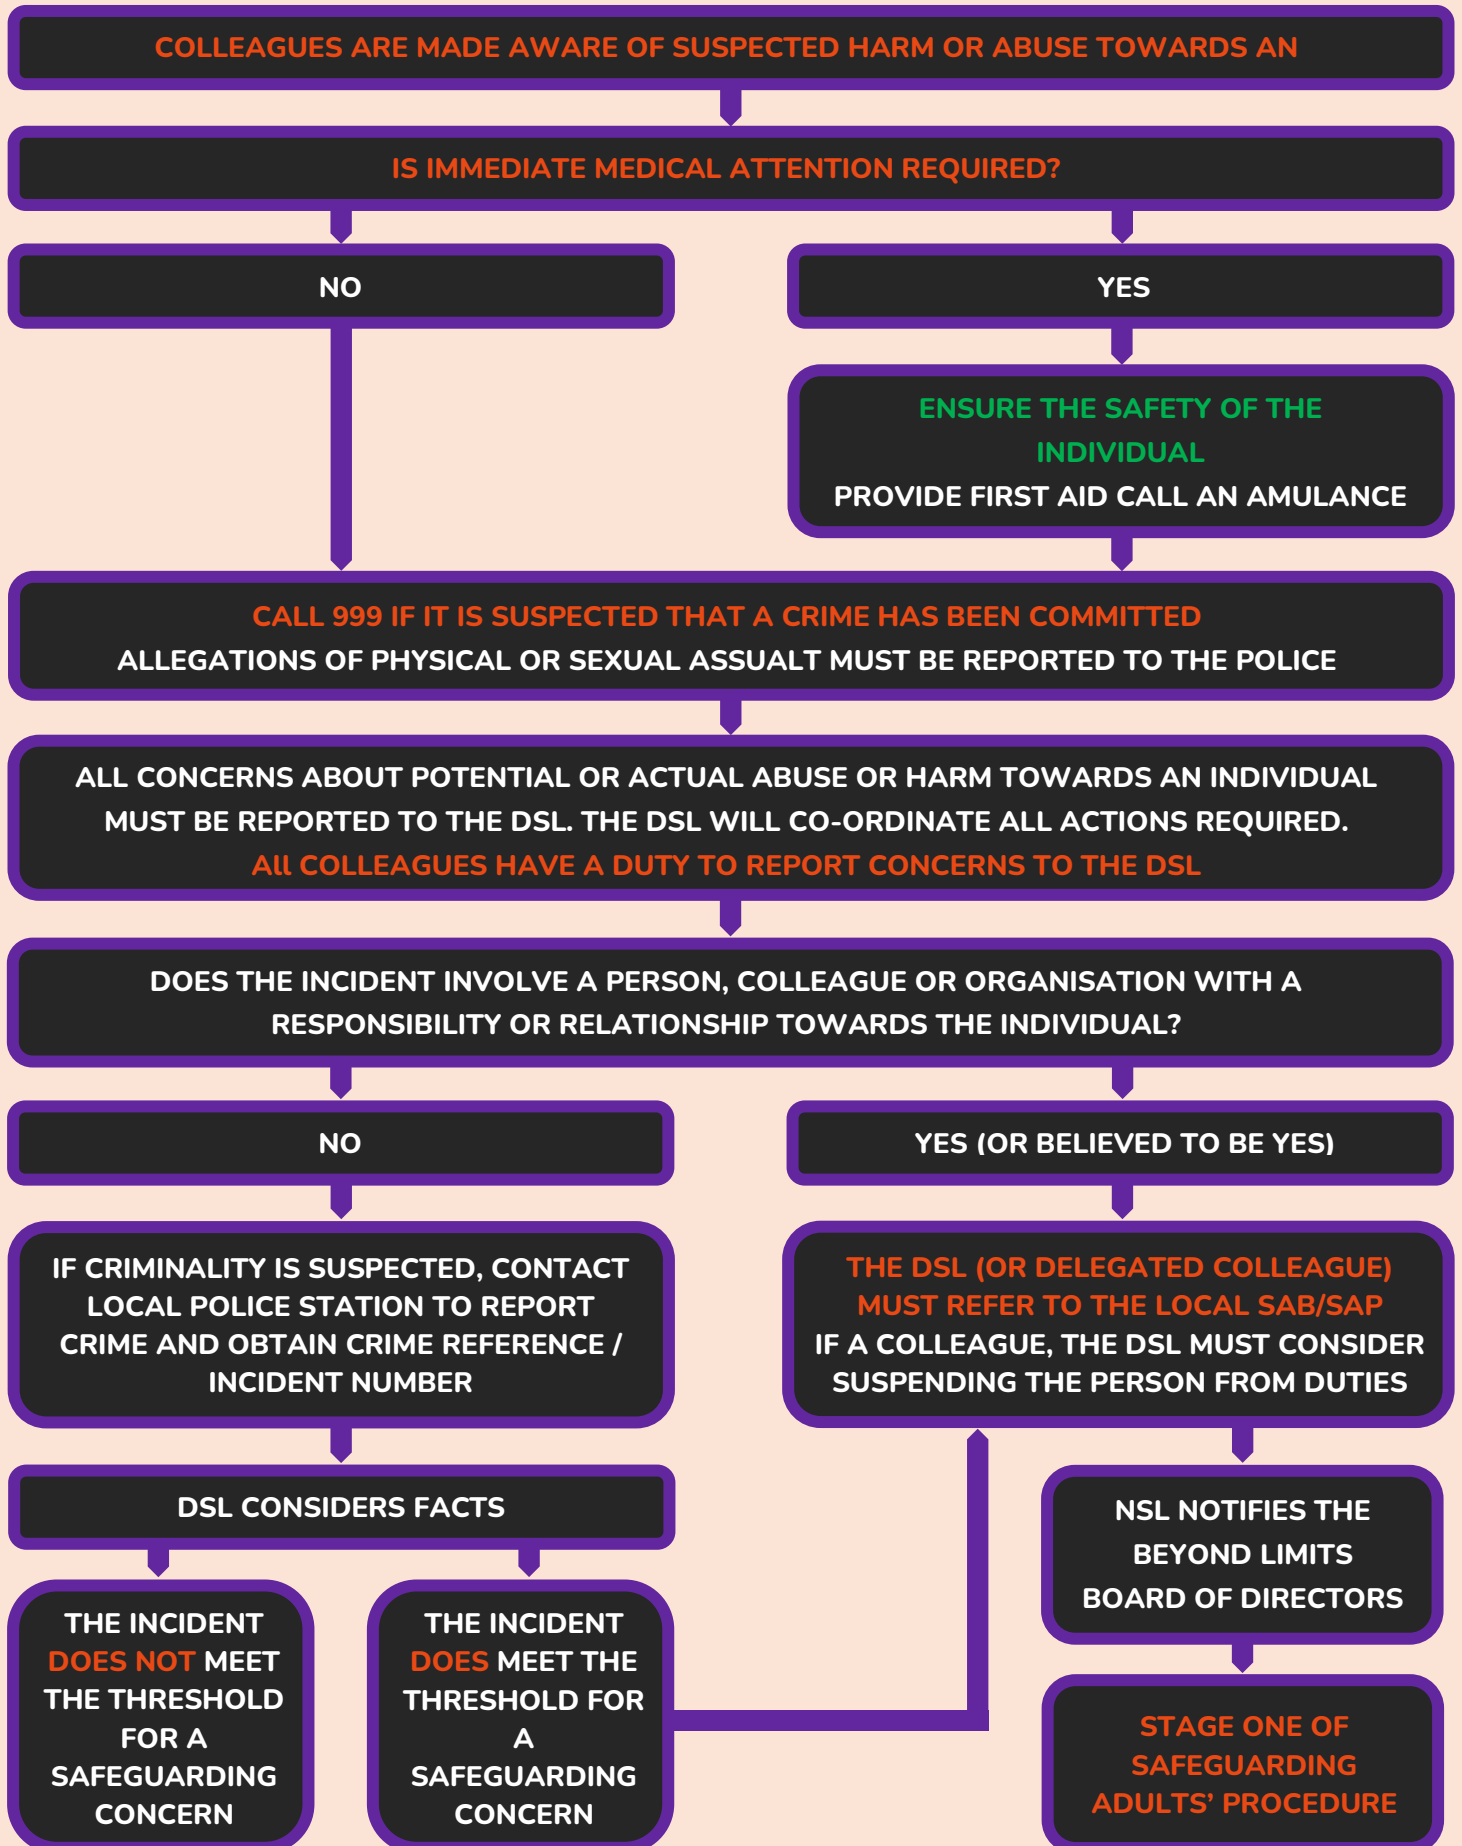 COLLEAGUES ARE MADE AWARE OF SUSPECTED HARM OR ABUSE TOWARDS AN
IS IMMEDIATE MEDICAL ATTENTION REQUIRED?
NO
YES
ENSURE THE SAFETY OF THE
INDIVIDUAL
PROVIDE FIRST AID CALL AN AMULANCE
CALL 999 IF IT IS SUSPECTED THAT A CRIME HAS BEEN COMMITTED
ALLEGATIONS OF PHYSICAL OR SEXUAL ASSUALT MUST BE REPORTED TO THE POLICE
ALL CONCERNS ABOUT POTENTIAL OR ACTUAL ABUSE OR HARM TOWARDS AN INDIVIDUAL
MUST BE REPORTED TO THE DSL. THE DSL WILL CO-ORDINATE ALL ACTIONS REQUIRED.
All COLLEAGUES HAVE A DUTY TO REPORT CONCERNS TO THE DSL
DOES THE INCIDENT INVOLVE A PERSON, COLLEAGUE OR ORGANISATION WITH A
RESPONSIBILITY OR RELATIONSHIP TOWARDS THE INDIVIDUAL?
NO
YES (OR BELIEVED TO BE YES)
IF CRIMINALITY IS SUSPECTED, CONTACT
LOCAL POLICE STATION TO REPORT
CRIME AND OBTAIN CRIME REFERENCE /
INCIDENT NUMBER
THE DSL (OR DELEGATED COLLEAGUE)
MUST REFER TO THE LOCAL SAB/SAP
IF A COLLEAGUE, THE DSL MUST CONSIDER
SUSPENDING THE PERSON FROM DUTIES
DSL CONSIDERS FACTS
NSL NOTIFIES THE
BEYOND LIMITS
BOARD OF DIRECTORS
THE INCIDENT
DOES NOT MEET
THE THRESHOLD
FOR A
SAFEGUARDING
CONCERN
THE INCIDENT
DOES MEET THE
THRESHOLD FOR
A
SAFEGUARDING
CONCERN
STAGE ONE OF
SAFEGUARDING
ADULTS’ PROCEDURE